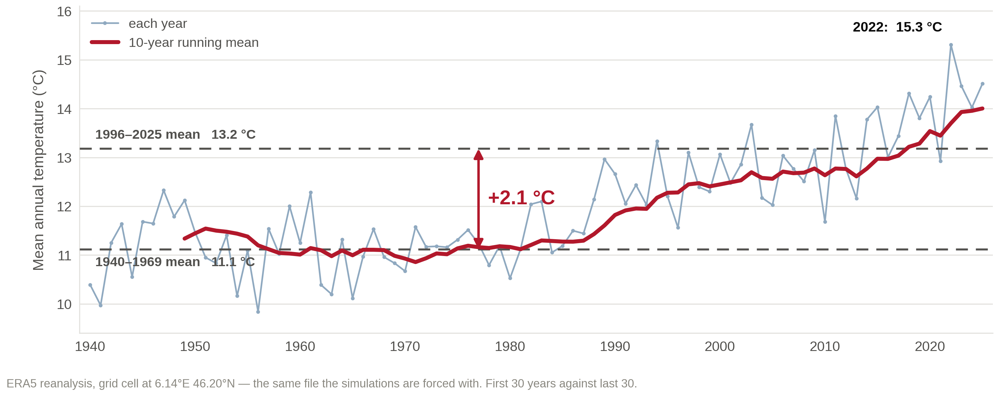 16
each year
2022:  15.3 °C
10-year running mean
15
Mean annual temperature (°C)
14
1996–2025 mean   13.2 °C
13
+2.1 °C
12
11
1940–1969 mean   11.1 °C
10
1940 1950 1960 1970 1980 1990 2000 2010 2020
ERA5 reanalysis, grid cell at 6.14°E 46.20°N — the same file the simulations are forced with. First 30 years against last 30.